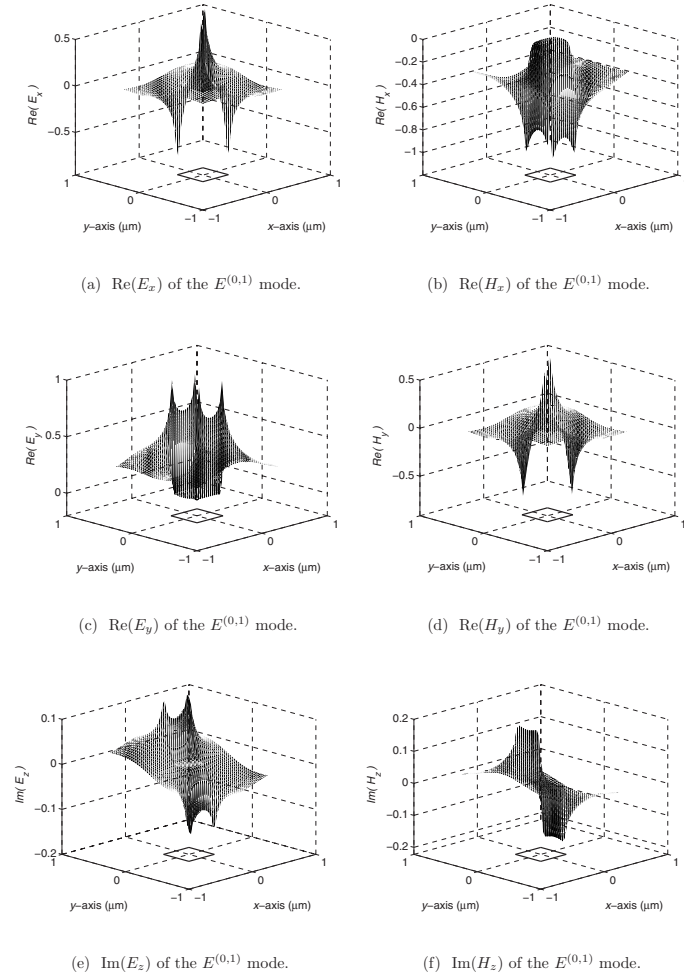 0.5
0
−0.5
Re( E_x )
1
0
−1
−1
0
1
y–axis (μm)
x–axis (μm)
(a) Re(E_x) of the E^(0,1) mode.
0
−0.2
−0.4
−0.6
−0.8
−1
Re( H_x )
1
0
−1
−1
0
1
y–axis (μm)
x–axis (μm)
(b) Re(H_x) of the E^(0,1) mode.
1
0.5
0
Re( E_y )
1
0
−1
−1
0
1
y–axis (μm)
x–axis (μm)
(c) Re(E_y) of the E^(0,1) mode.
0.5
0
−0.5
Re( H_y )
1
0
−1
−1
0
1
y–axis (μm)
x–axis (μm)
(d) Re(H_y) of the E^(0,1) mode.
0.1
0
−0.1
−0.2
Im( E_z )
1
0
−1
−1
0
1
y–axis (μm)
x–axis (μm)
(e) Im(E_z) of the E^(0,1) mode.
0.2
0.1
0
−0.1
−0.2
Im( H_z )
1
0
−1
−1
0
1
y–axis (μm)
x–axis (μm)
(f) Im(H_z) of the E^(0,1) mode.